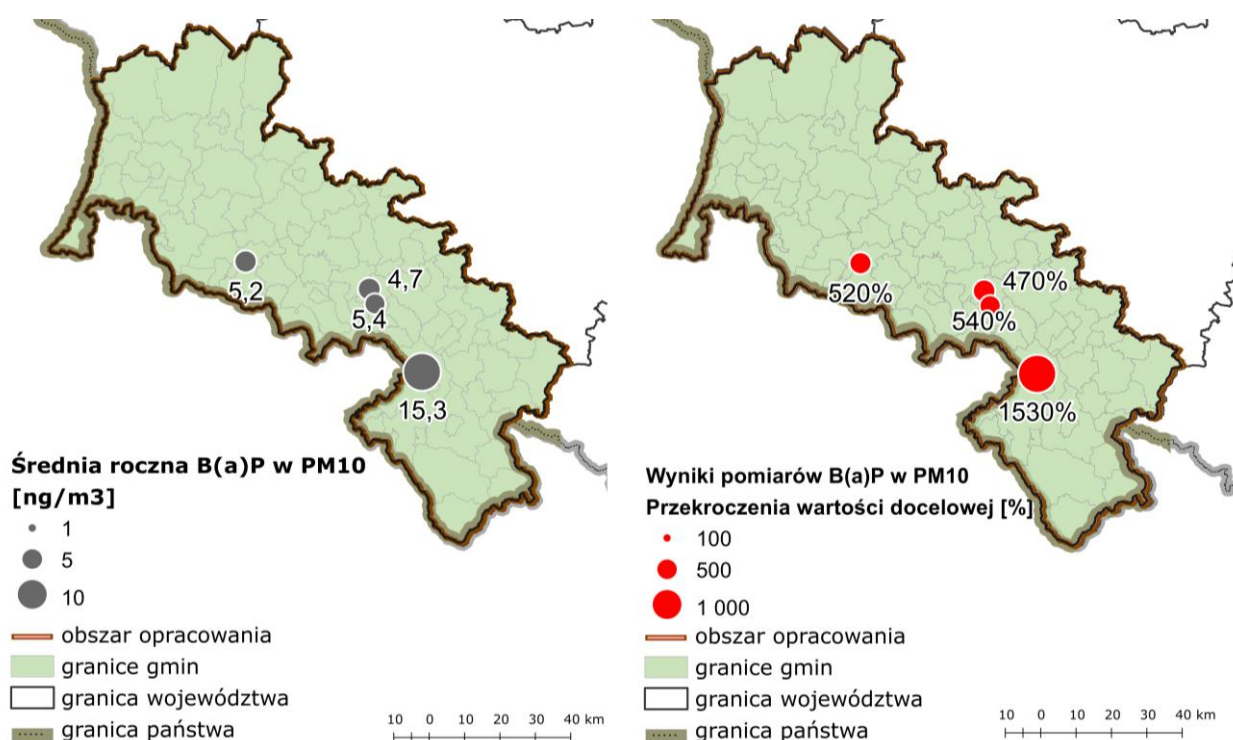 5,2
4,7
5,4
15,3
Średnia roczna B(a)P w PM10
[ng/m3]
1
5
10
obszar opracowania
granice gmin
granica województwa
granica państwa
10 0 10 20 30 40 km
520%
470%
540%
1530%
Wyniki pomiarów B(a)P w PM10
Przekroczenia wartości docelowej [%]
100
500
1 000
obszar opracowania
granice gmin
granica województwa
granica państwa
10 0 10 20 30 40 km